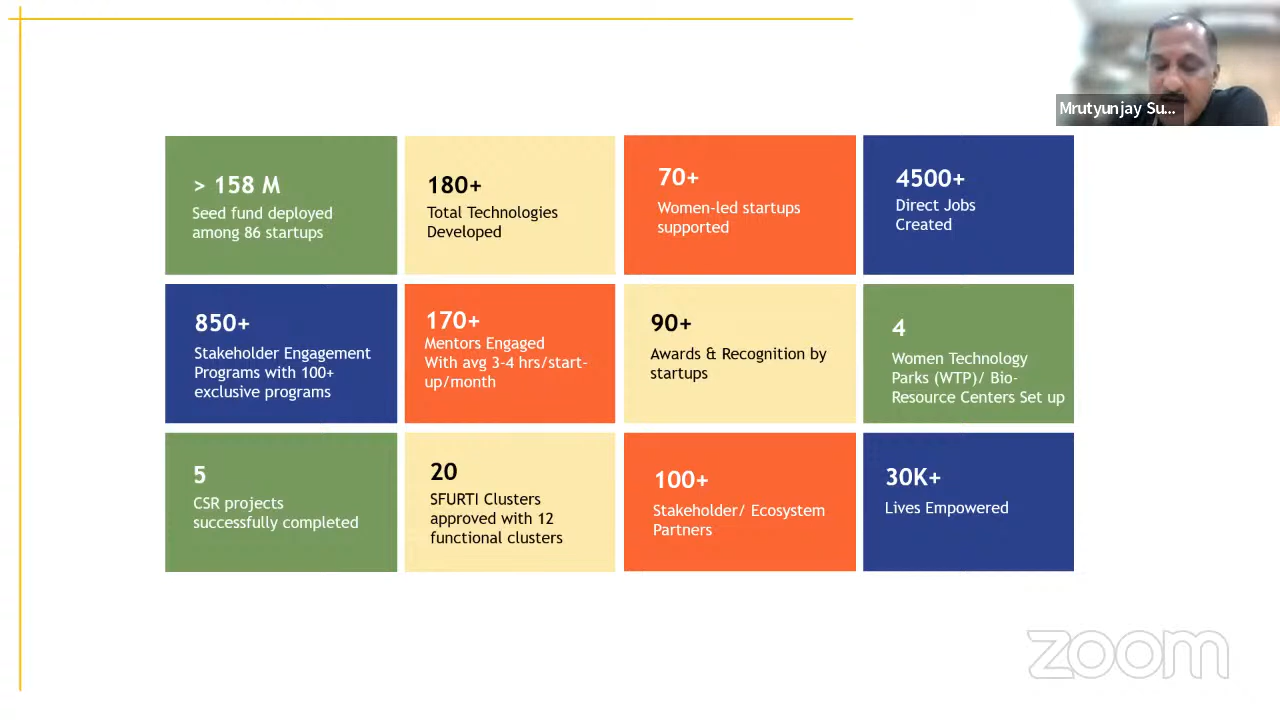 Mrutyunjay Su...
> 158 M
Seed fund deployed
among 86 startups
180+
Total Technologies
Developed
70+
Women-led startups
supported
4500+
Direct Jobs
Created
850+
Stakeholder Engagement
Programs with 100+
exclusive programs
170+
Mentors Engaged
With avg 3-4 hrs/start-
up/month
90+
Awards & Recognition by
startups
4
Women Technology
Parks (WTP)/ Bio-
Resource Centers Set up
5
CSR projects
successfully completed
20
SFURTI Clusters
approved with 12
functional clusters
100+
Stakeholder/ Ecosystem
Partners
30K+
Lives Empowered
zoom